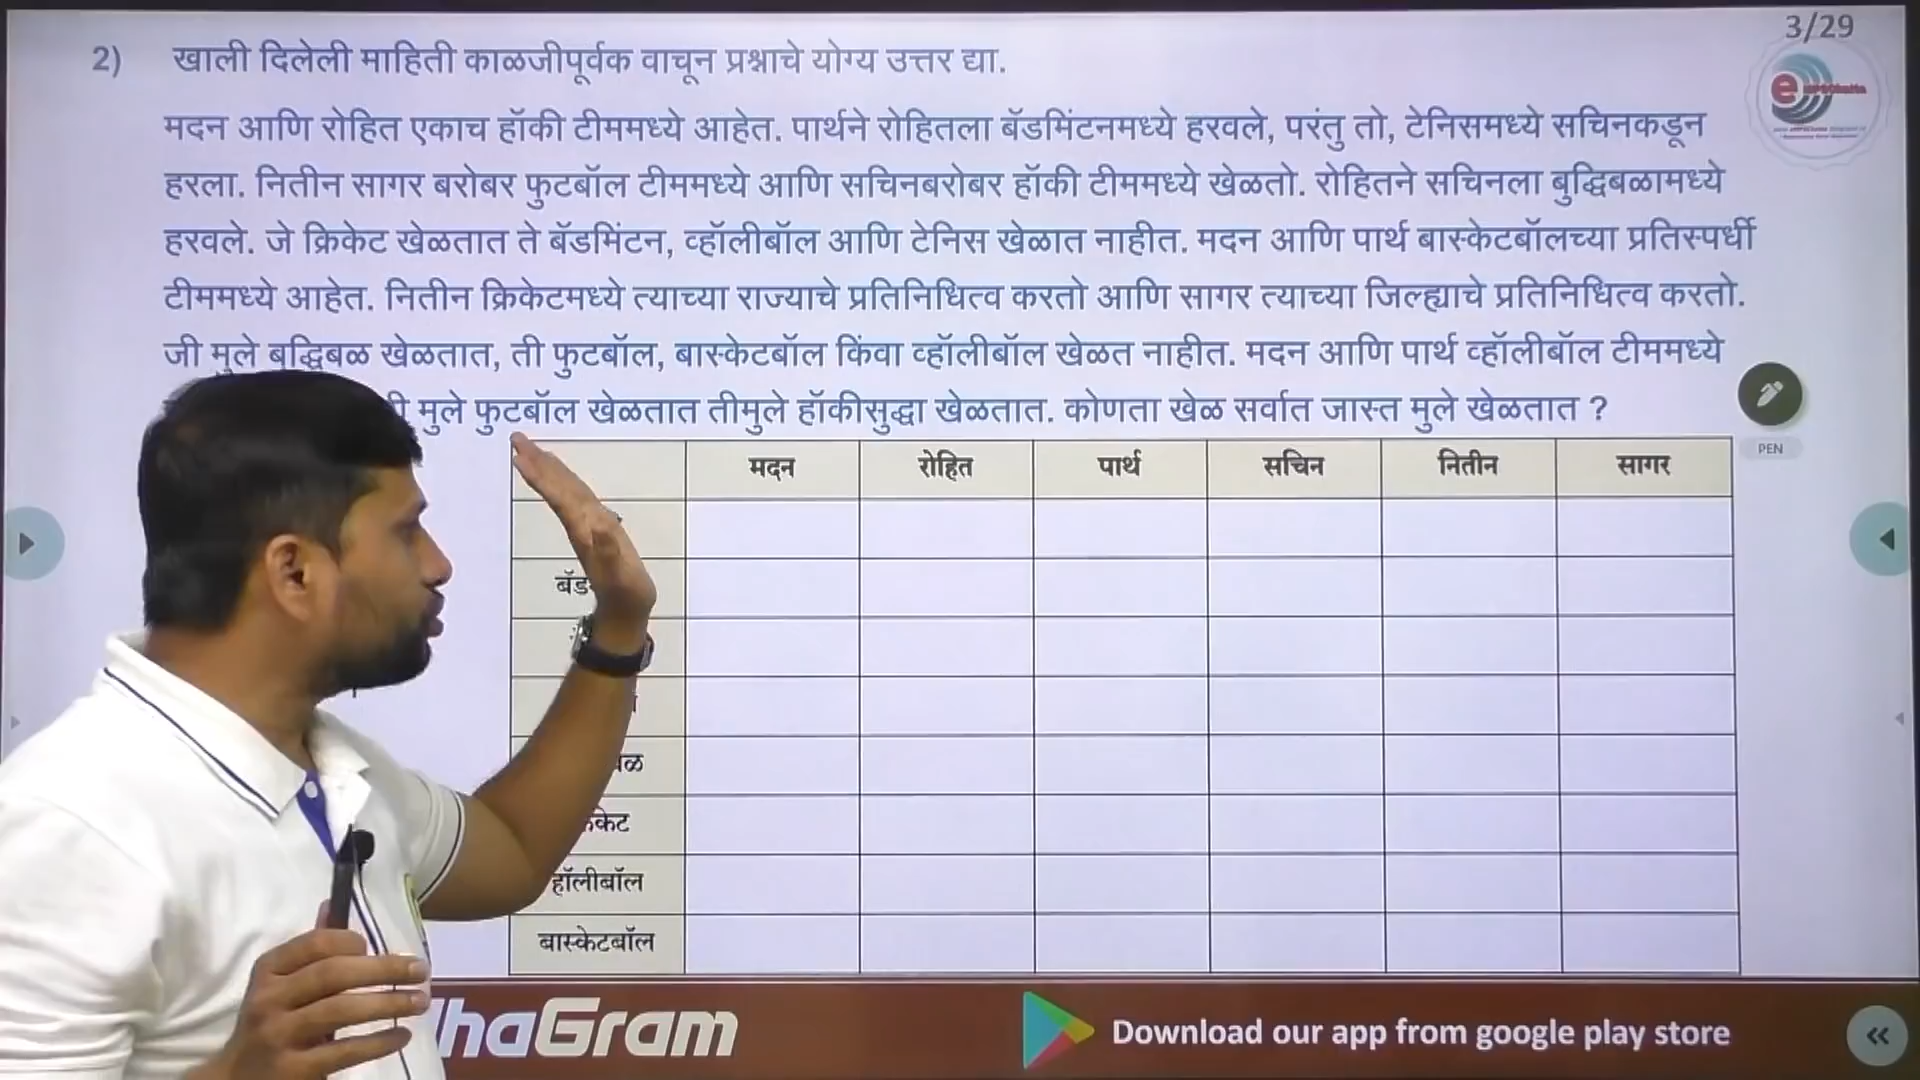 3/29
2) खाली दिलेली माहिती काळजीपूर्वक वाचून प्रश्नाचे योग्य उत्तर द्या.
मदन आणि रोहित एकाच हॉकी टीममध्ये आहेत. पार्थने रोहितला बॅडमिंटनमध्ये हरवले, परंतु तो, टेनिसमध्ये सचिनकडून
हरला. नितीन सागर बरोबर फुटबॉल टीममध्ये आणि सचिनबरोबर हॉकी टीममध्ये खेळतो. रोहितने सचिनला बुद्धिबळामध्ये
हरवले. जे क्रिकेट खेळतात ते बॅडमिंटन, व्हॉलीबॉल आणि टेनिस खेळात नाहीत. मदन आणि पार्थ बास्केटबॉलच्या प्रतिस्पर्धी
टीममध्ये आहेत. नितीन क्रिकेटमध्ये त्याच्या राज्याचे प्रतिनिधित्व करतो आणि सागर त्याच्या जिल्ह्याचे प्रतिनिधित्व करतो.
जी मुले बुद्धिबळ खेळतात, ती फुटबॉल, बास्केटबॉल किंवा व्हॉलीबॉल खेळत नाहीत. मदन आणि पार्थ व्हॉलीबॉल टीममध्ये
मुले फुटबॉल खेळतात तीमुले हॉकीसुद्धा खेळतात. कोणता खेळ सर्वात जास्त मुले खेळतात ?
PEN
मदन रोहित पार्थ सचिन नितीन सागर
बॅड
बळ
केट
हॉलीबॉल
बास्केटबॉल
dhaGram
Download our app from google play store